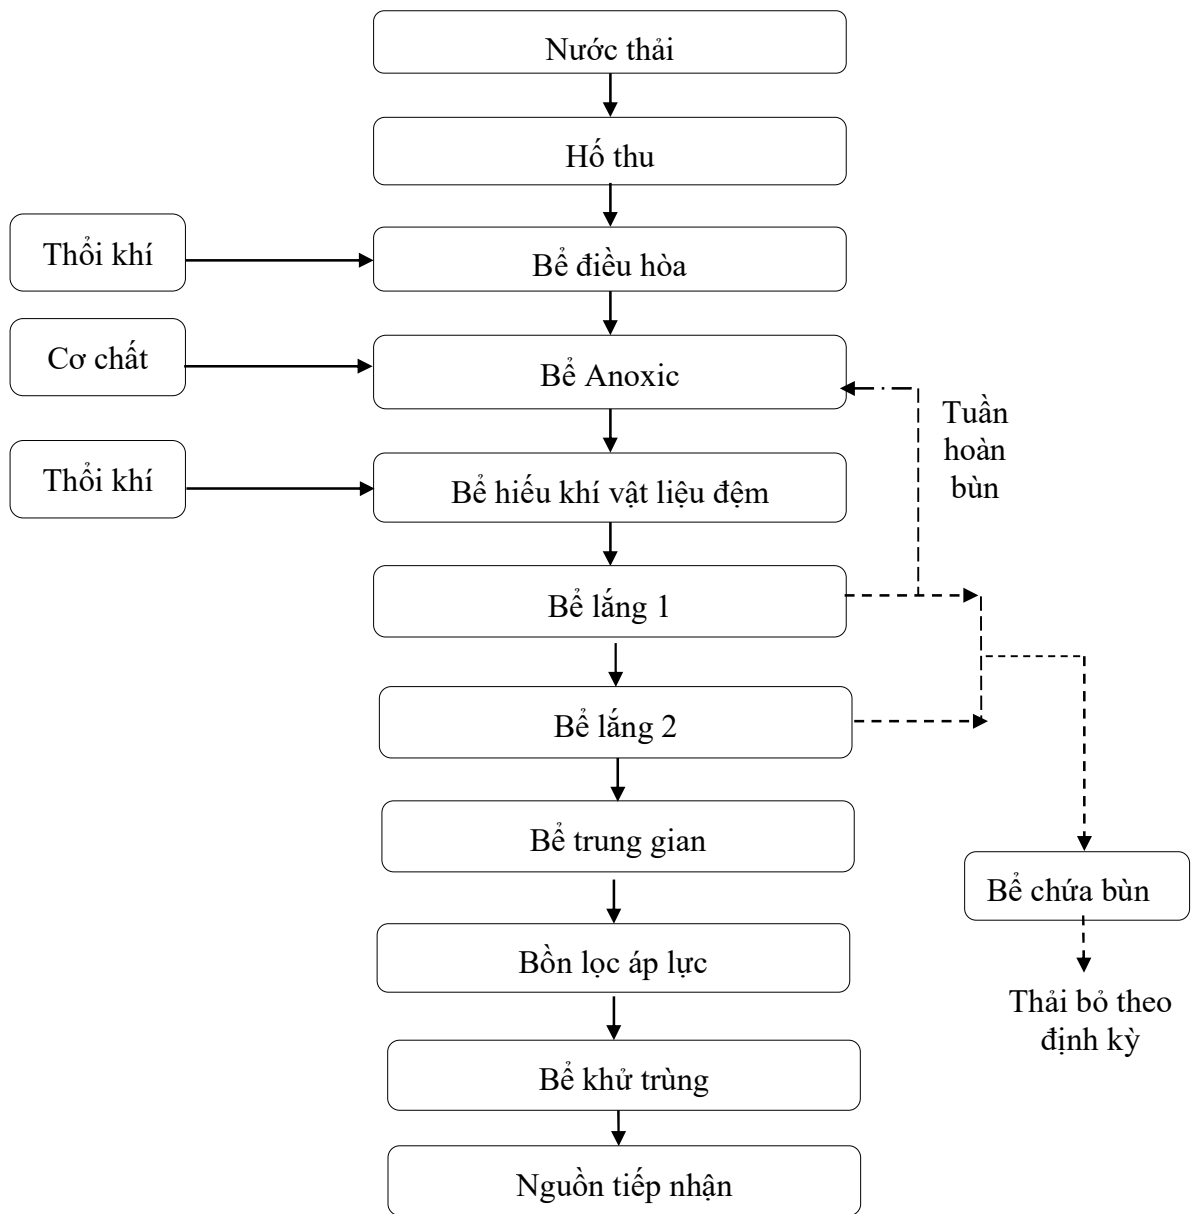 Nước thải
Hố thu
Thổi khí
Bể điều hòa
Cơ chất
Bể Anoxic
Tuần
hoàn
bùn
Thổi khí
Bể hiếu khí vật liệu đệm
Bể lắng 1
Bể lắng 2
Bể trung gian
Bể chứa bùn
Bồn lọc áp lực
Thải bỏ theo
định kỳ
Bể khử trùng
Nguồn tiếp nhận